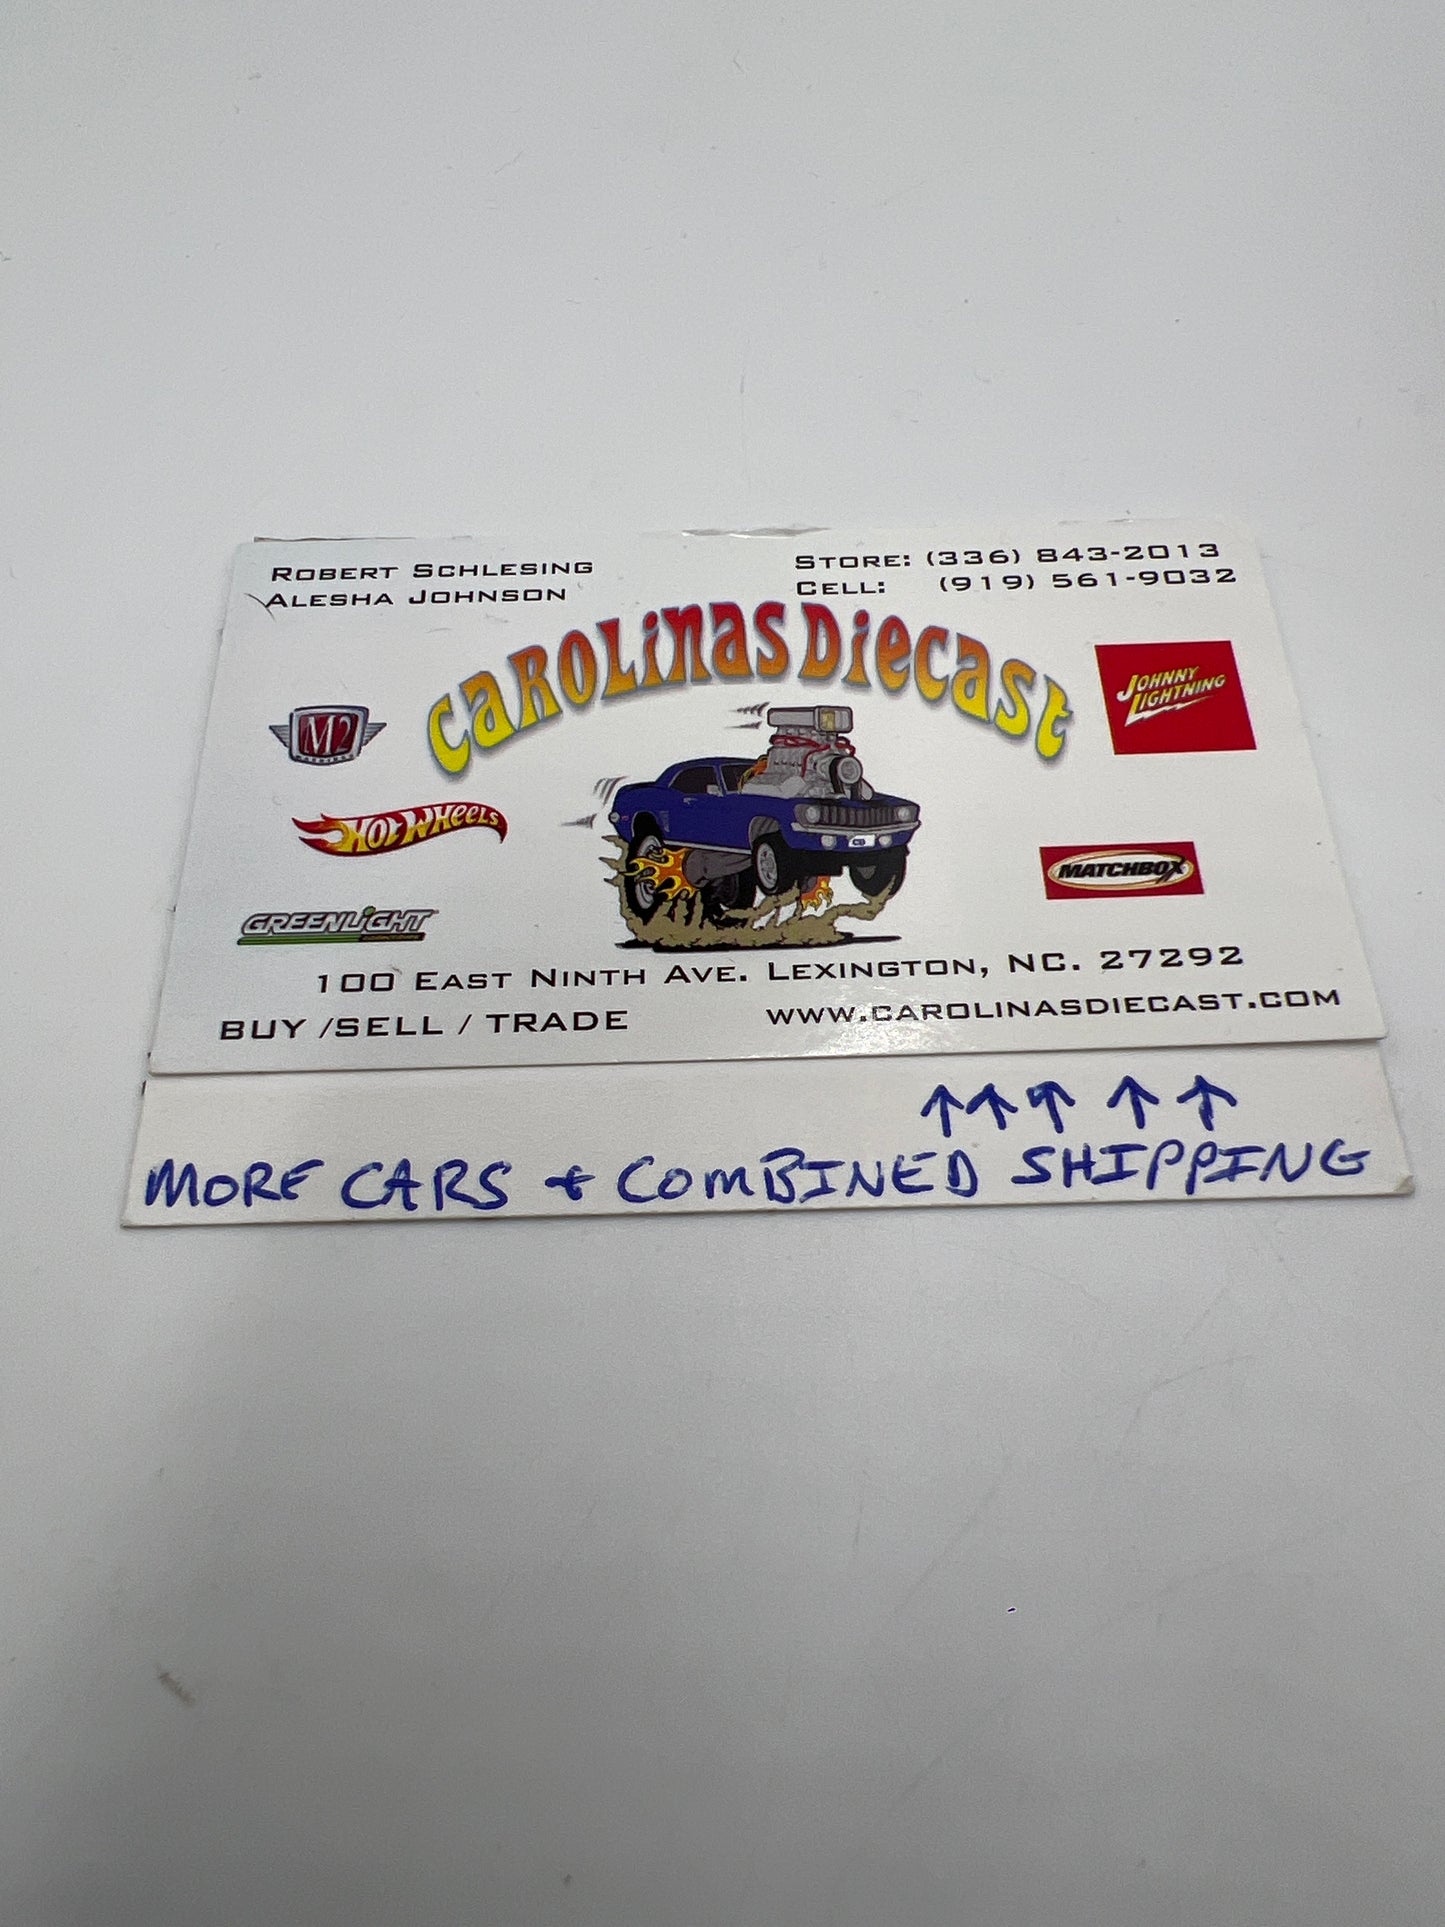 ROBERT SCHLESING
ALESHA JOHNSON
STORE: (336) 843-2013
CELL: (919) 561-9032
CAROLiNAS DiECAST
M2
JOHNNY LIGHTNING
HOT WHEELS
MATCHBOX
GREENLiGHT
100 EAST NINTH AVE. LEXINGTON, NC. 27292
BUY /SELL / TRADE
WWW.CAROLINASDIECAST.COM
↑ ↑ ↑ ↑ ↑
MORE CARS + COMBINED SHIPPING